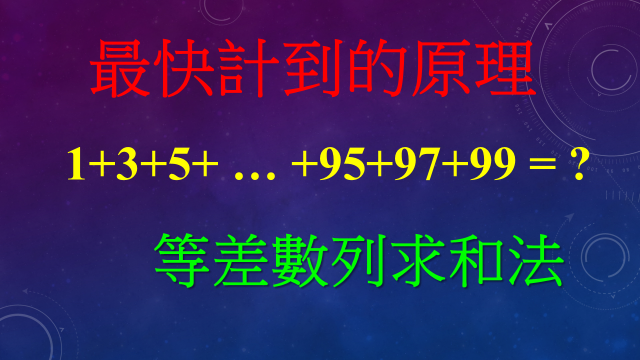 最快計到的原理
1+3+5+ … +95+97+99 = ?
等差數列求和法